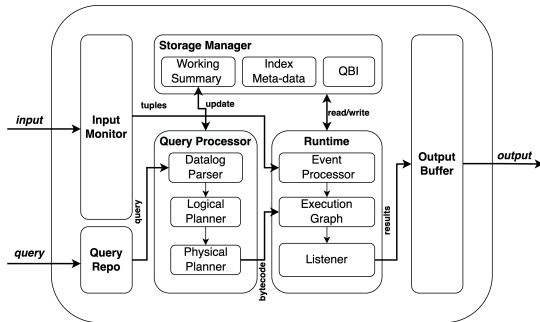 Storage Manager
Working
Summary
Index
Meta-data
QBI
input
Input
Monitor
tuples
update
read/write
Query Processor
Runtime
Datalog
Parser
Event
Processor
Output
Buffer
output
query
Logical
Planner
Execution
Graph
results
query
Query
Repo
Physical
Planner
bytecode
Listener